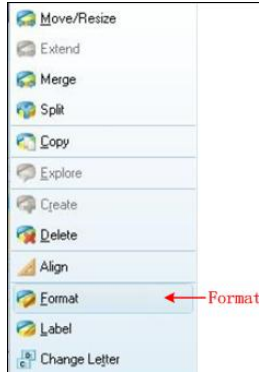 Move/Resize
Extend
Merge
Split
Copy
Explore
Create
Delete
Align
Format Format
Label
Change Letter